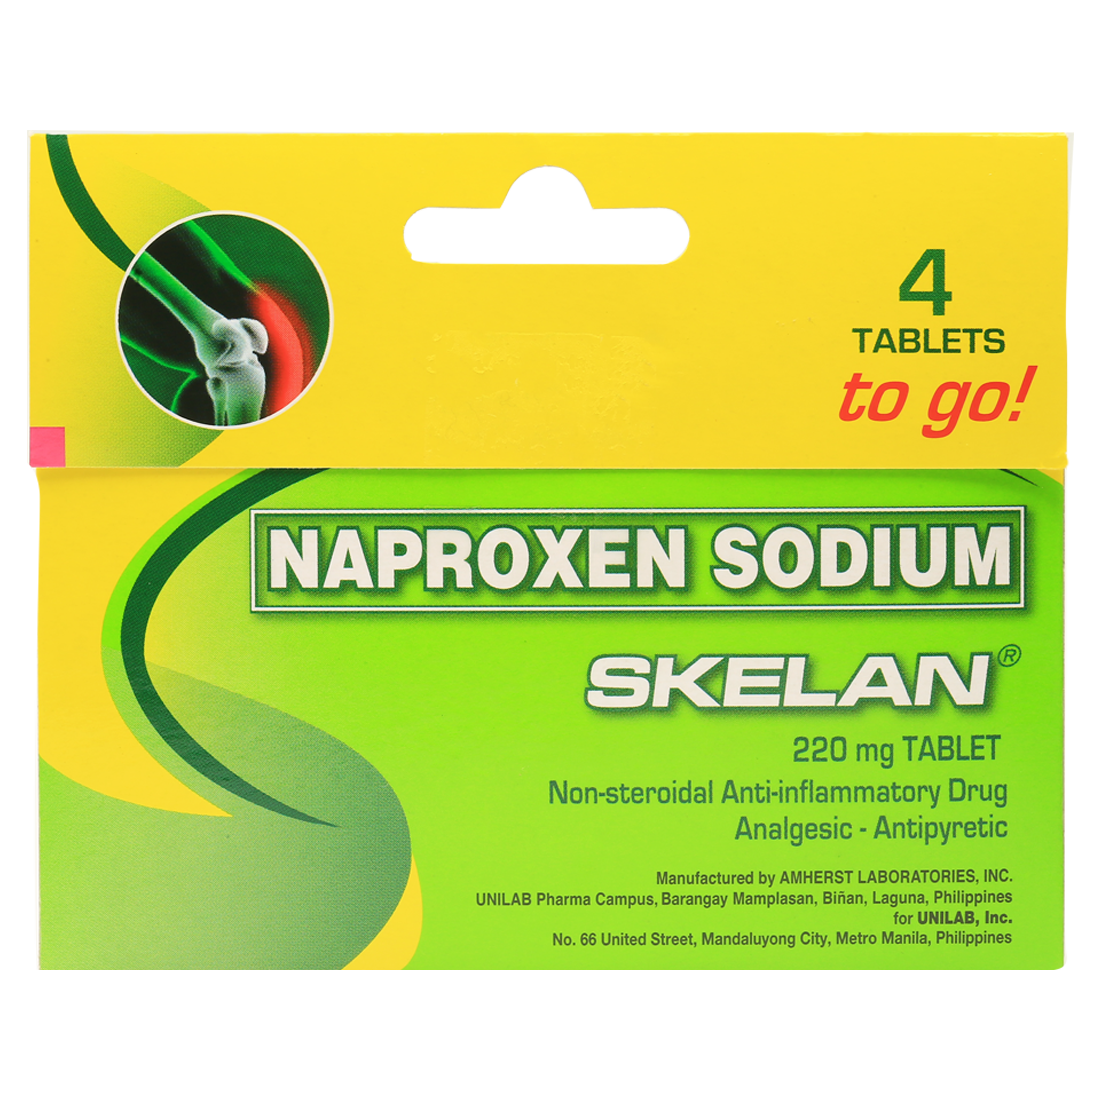 4
TABLETS
to go!
NAPROXEN SODIUM
SKELAN®
220 mg TABLET
Non-steroidal Anti-inflammatory Drug
Analgesic - Antipyretic
Manufactured by AMHERST LABORATORIES, INC.
UNILAB Pharma Campus, Barangay Mamplasan, Biñan, Laguna, Philippines
for UNILAB, Inc.
No. 66 United Street, Mandaluyong City, Metro Manila, Philippines